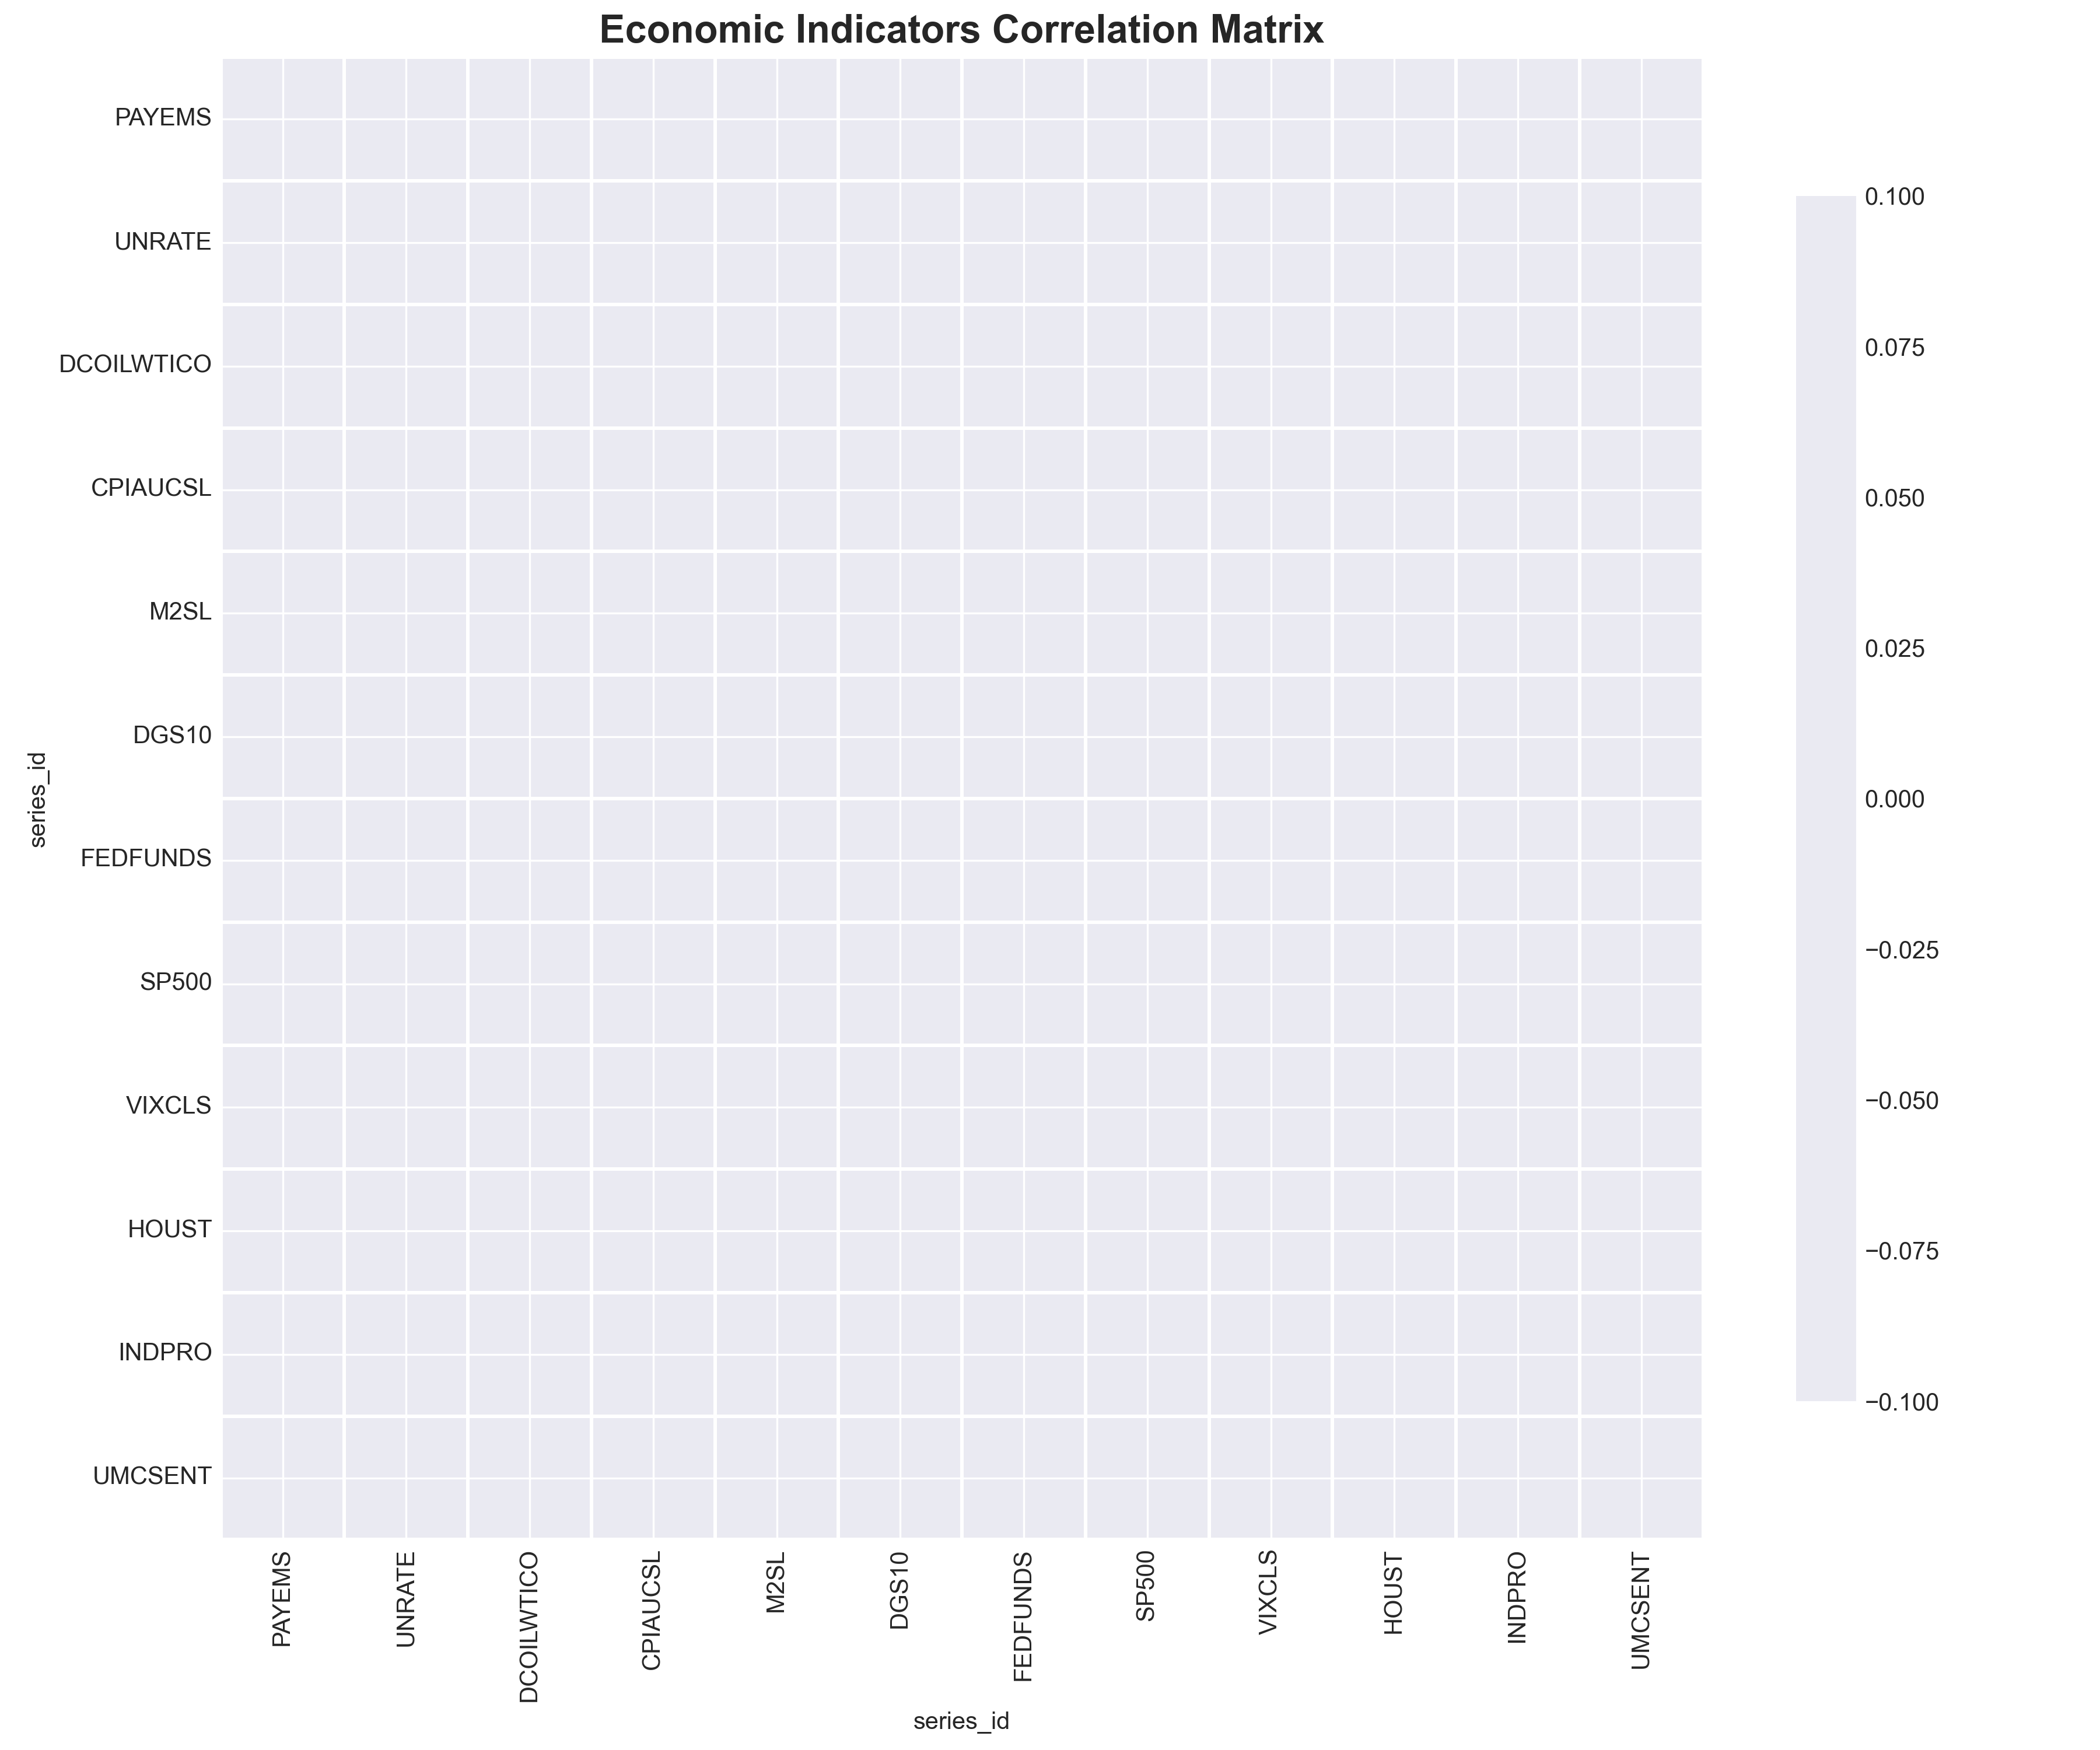 Economic Indicators Correlation Matrix
series_id
PAYEMS
UNRATE
DCOILWTICO
CPIAUCSL
M2SL
DGS10
FEDFUNDS
SP500
VIXCLS
HOUST
INDPRO
UMCSENT
PAYEMS
UNRATE
DCOILWTICO
CPIAUCSL
M2SL
DGS10
FEDFUNDS
SP500
VIXCLS
HOUST
INDPRO
UMCSENT
series_id
0.100
0.075
0.050
0.025
0.000
−0.025
−0.050
−0.075
−0.100